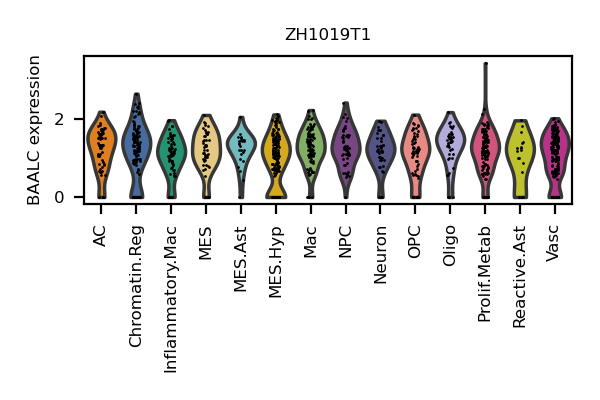 ZH1019T1
BAALC expression
2
0
AC
Chromatin.Reg
Inflammatory.Mac
MES
MES.Ast
MES.Hyp
Mac
NPC
Neuron
OPC
Oligo
Prolif.Metab
Reactive.Ast
Vasc